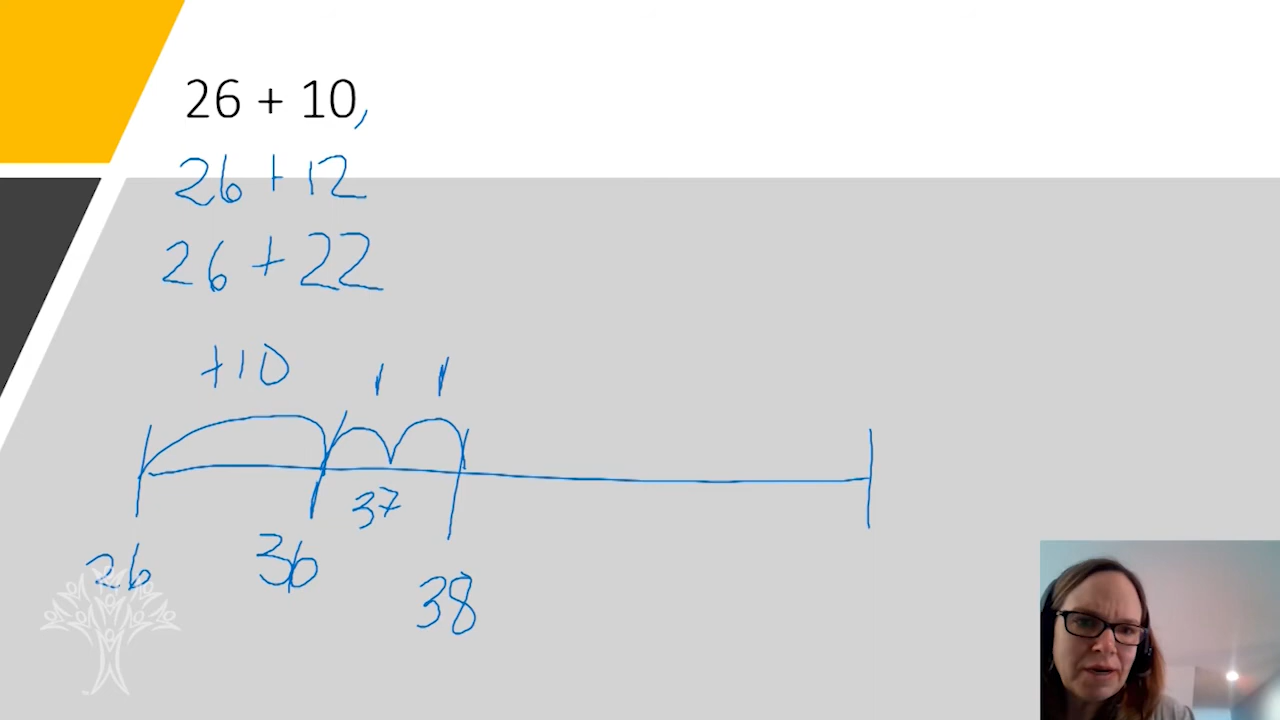 26 + 10,
26 + 12
26 + 22
+10 1 1
37
26 36 38